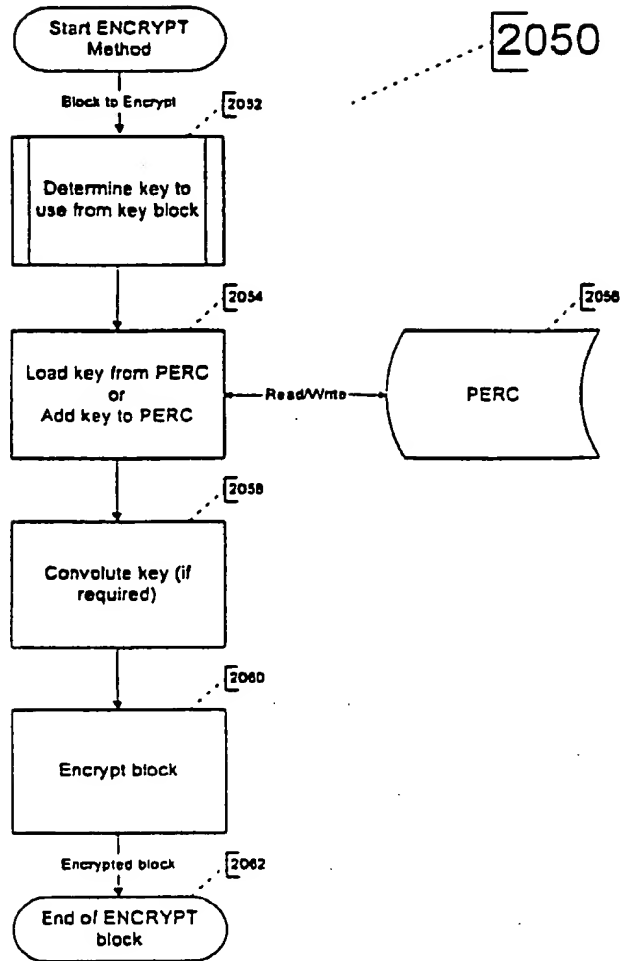 Start ENCRYPT
Method
2050
Block to Encrypt
2052
Determine key to
use from key block
2054
2056
Load key from PERC
or
Add key to PERC
Read/Write
PERC
2058
Convolute key (if
required)
2060
Encrypt block
Encrypted block
2062
End of ENCRYPT
block